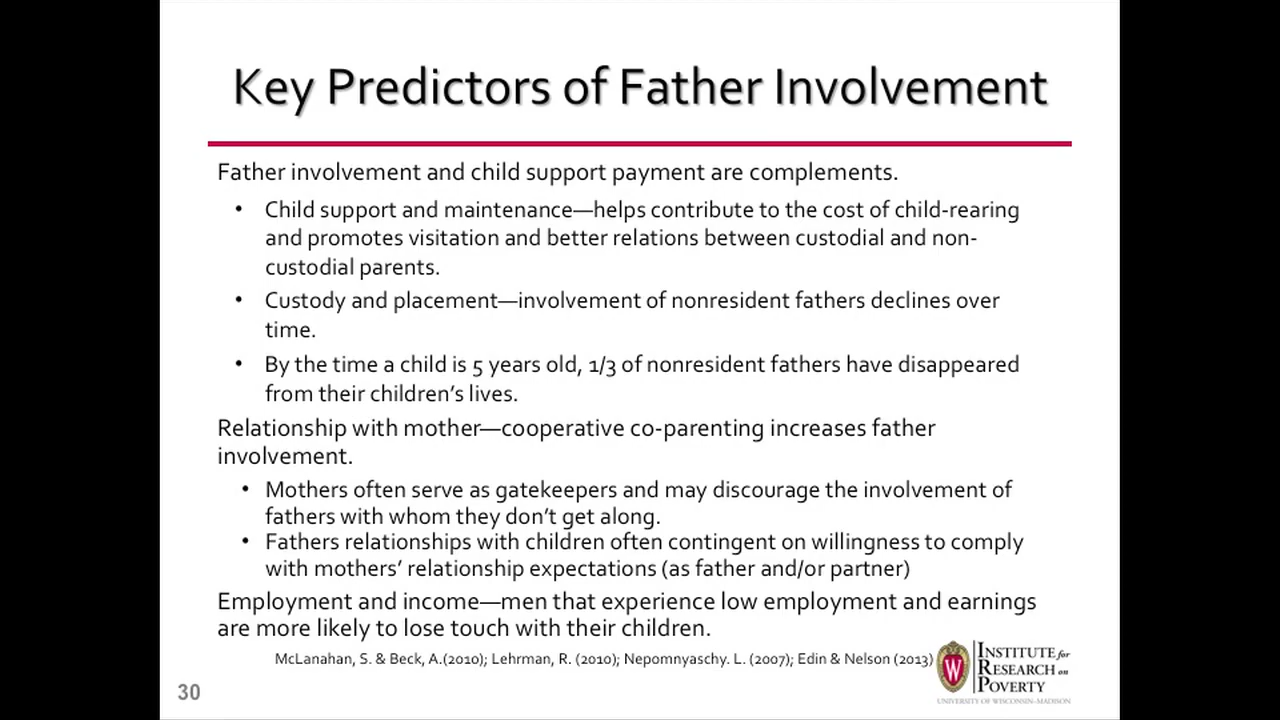 Key Predictors of Father Involvement
Father involvement and child support payment are complements.
• Child support and maintenance—helps contribute to the cost of child-rearing
and promotes visitation and better relations between custodial and non-
custodial parents.
• Custody and placement—involvement of nonresident fathers declines over
time.
• By the time a child is 5 years old, 1/3 of nonresident fathers have disappeared
from their children’s lives.
Relationship with mother—cooperative co-parenting increases father
involvement.
• Mothers often serve as gatekeepers and may discourage the involvement of
fathers with whom they don’t get along.
• Fathers relationships with children often contingent on willingness to comply
with mothers’ relationship expectations (as father and/or partner)
Employment and income—men that experience low employment and earnings
are more likely to lose touch with their children.
McLanahan, S. & Beck, A.(2010); Lehrman, R. (2010); Nepomnyaschy. L. (2007); Edin & Nelson (2013)
30
W
INSTITUTE for
RESEARCH on
POVERTY
UNIVERSITY OF WISCONSIN–MADISON